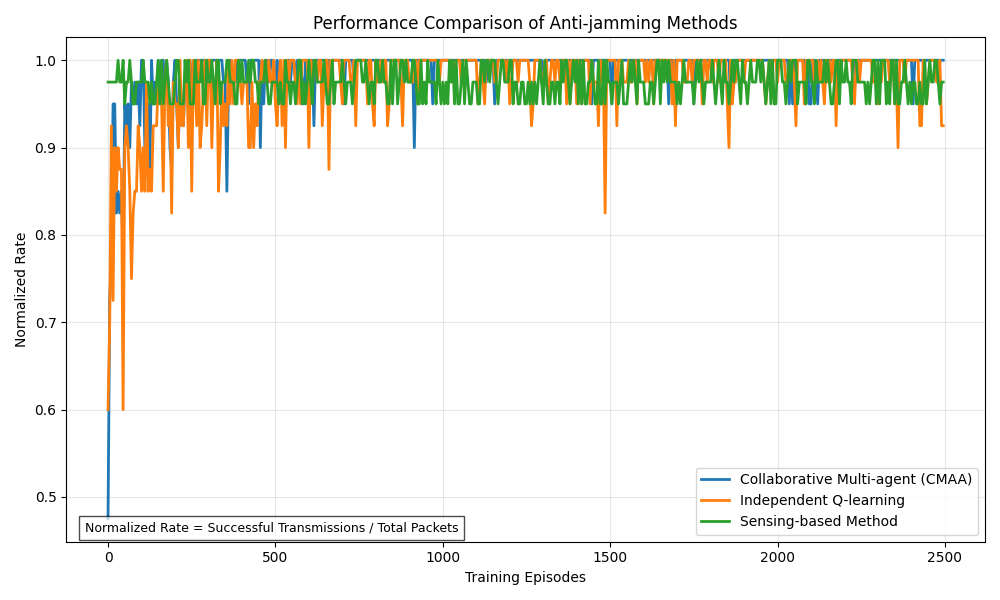 Performance Comparison of Anti-jamming Methods
1.0
0.9
0.8
0.7
0.6
0.5
Normalized Rate
Collaborative Multi-agent (CMAA)
Independent Q-learning
Sensing-based Method
Normalized Rate = Successful Transmissions / Total Packets
0 500 1000 1500 2000 2500
Training Episodes